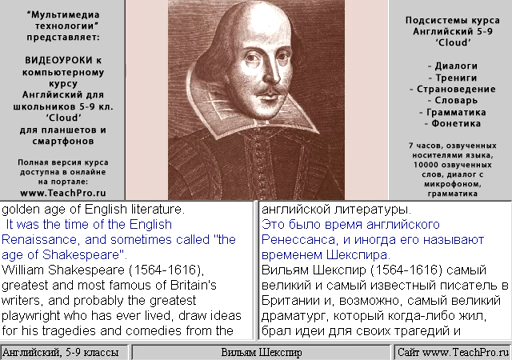 “Мультимедиа
технологии”
представляет:
ВИДЕОУРОКИ к
компьютерному
курсу
Английский для
школьников 5-9 кл.
‘Cloud’
для планшетов и
смартфонов
Полная версия курса
доступна в онлайне
на портале:
www.TeachPro.ru
Подсистемы курса
Английский 5-9
‘Cloud’
- Диалоги
- Тренинги
- Страноведение
- Словарь
- Грамматика
- Фонетика
7 часов, озвученных
носителями языка,
10000 озвученных
слов, диалог с
микрофоном,
грамматика
golden age of English literature.
It was the time of the English
Renaissance, and sometimes called "the
age of Shakespeare".
William Shakespeare (1564-1616),
greatest and most famous of Britain's
writers, and probably the greatest
playwright who has ever lived, draw ideas
for his tragedies and comedies from the
английской литературы.
Это было время английского
Ренессанса, и иногда его называют
временем Шекспира.
Вильям Шекспир (1564-1616) самый
великий и самый известный писатель в
Британии и, возможно, самый великий
драматург, который когда-либо жил,
брал идеи для своих трагедий и
Английский, 5-9 классы
Вильям Шекспир
Сайт www.TeachPro.ru